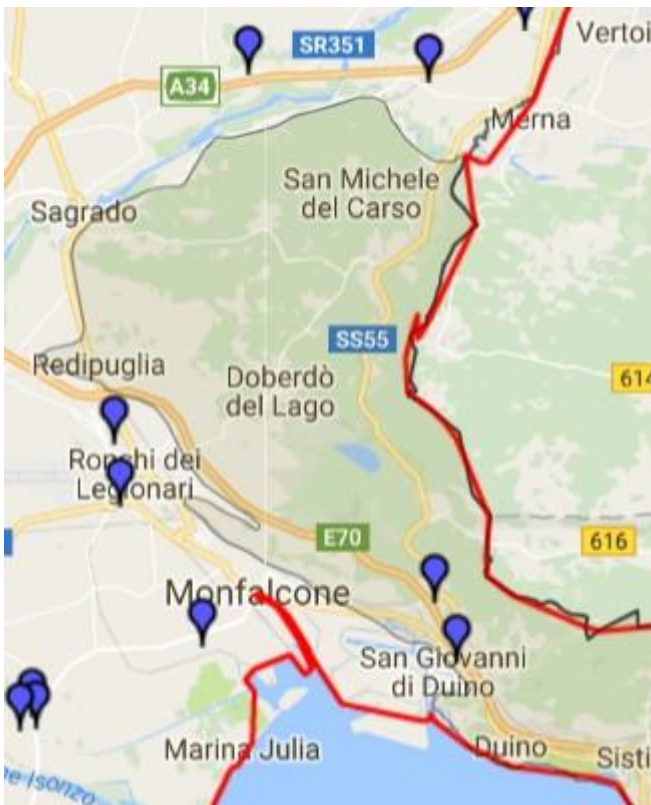 SR351
Vertoi
A34
Merna
San Michele
del Carso
Sagrado
SS55
Redipuglia
Doberdò
del Lago
614
Ronchi dei
Legionari
E70
616
Monfalcone
San Giovanni
di Duino
Marina Julia
Duino
Sisti
ne Isonzo